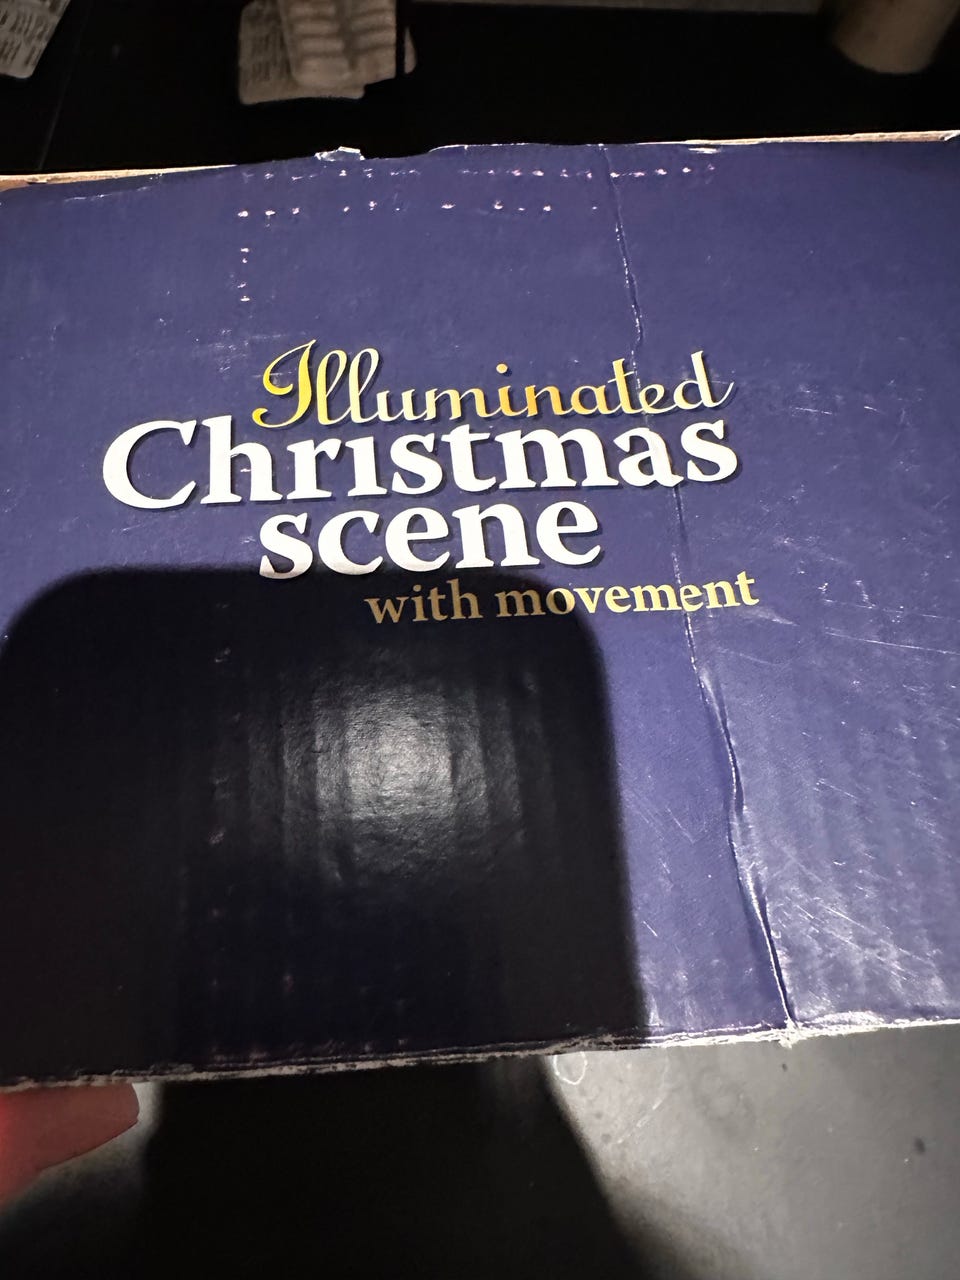 Illuminated
Christmas
scene
with movement